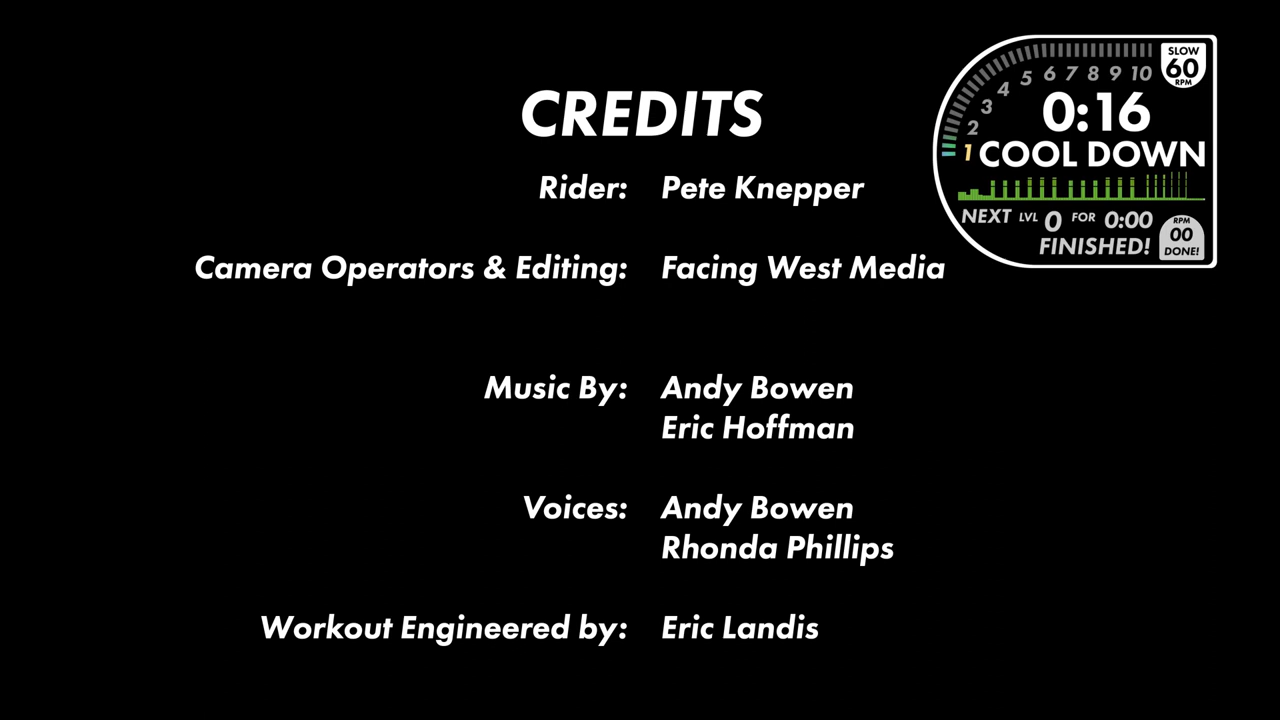 CREDITS
Rider: Pete Knepper
Camera Operators & Editing: Facing West Media
Music By: Andy Bowen
Eric Hoffman
Voices: Andy Bowen
Rhonda Phillips
Workout Engineered by: Eric Landis
1 2 3 4 5 6 7 8 9 10
SLOW
60
RPM
0:16
COOL DOWN
NEXT LVL 0 FOR 0:00
FINISHED!
RPM
00
DONE!